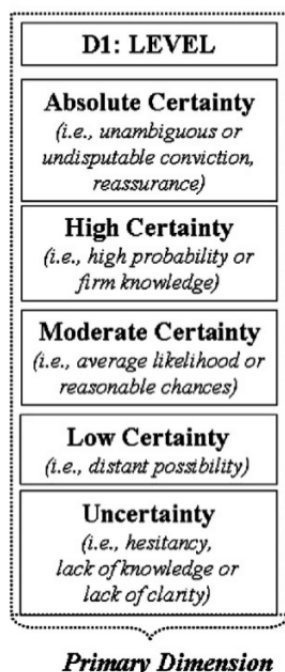 D1: LEVEL
Absolute Certainty
(i.e., unambiguous or
undisputable conviction,
reassurance)
High Certainty
(i.e., high probability or
firm knowledge)
Moderate Certainty
(i.e., average likelihood or
reasonable chances)
Low Certainty
(i.e., distant possibility)
Uncertainty
(i.e., hesitancy,
lack of knowledge or
lack of clarity)
Primary Dimension